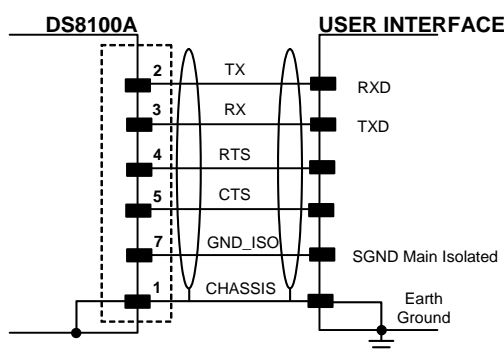 DS8100A
USER INTERFACE
2 TX RXD
3 RX TXD
4 RTS
5 CTS
7 GND_ISO SGND Main Isolated
1 CHASSIS Earth
Ground